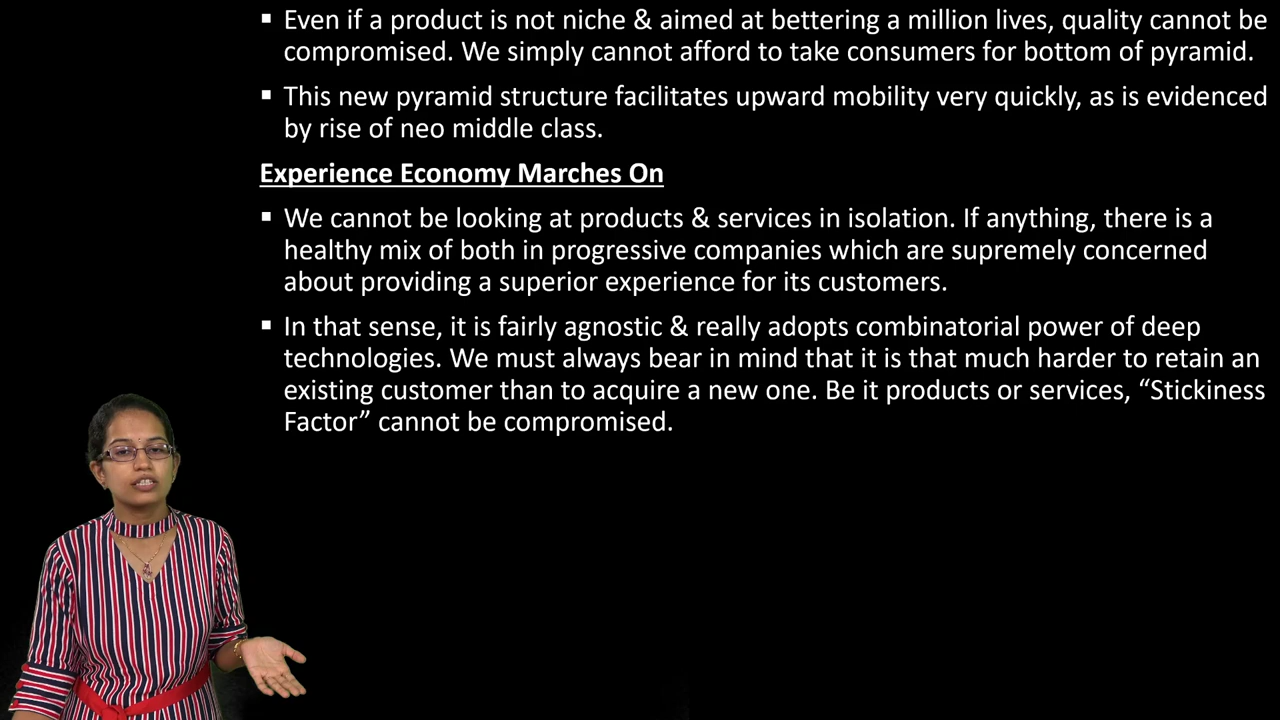 ▪ Even if a product is not niche & aimed at bettering a million lives, quality cannot be
compromised. We simply cannot afford to take consumers for bottom of pyramid.
▪ This new pyramid structure facilitates upward mobility very quickly, as is evidenced
by rise of neo middle class.
Experience Economy Marches On
▪ We cannot be looking at products & services in isolation. If anything, there is a
healthy mix of both in progressive companies which are supremely concerned
about providing a superior experience for its customers.
▪ In that sense, it is fairly agnostic & really adopts combinatorial power of deep
technologies. We must always bear in mind that it is that much harder to retain an
existing customer than to acquire a new one. Be it products or services, “Stickiness
Factor” cannot be compromised.